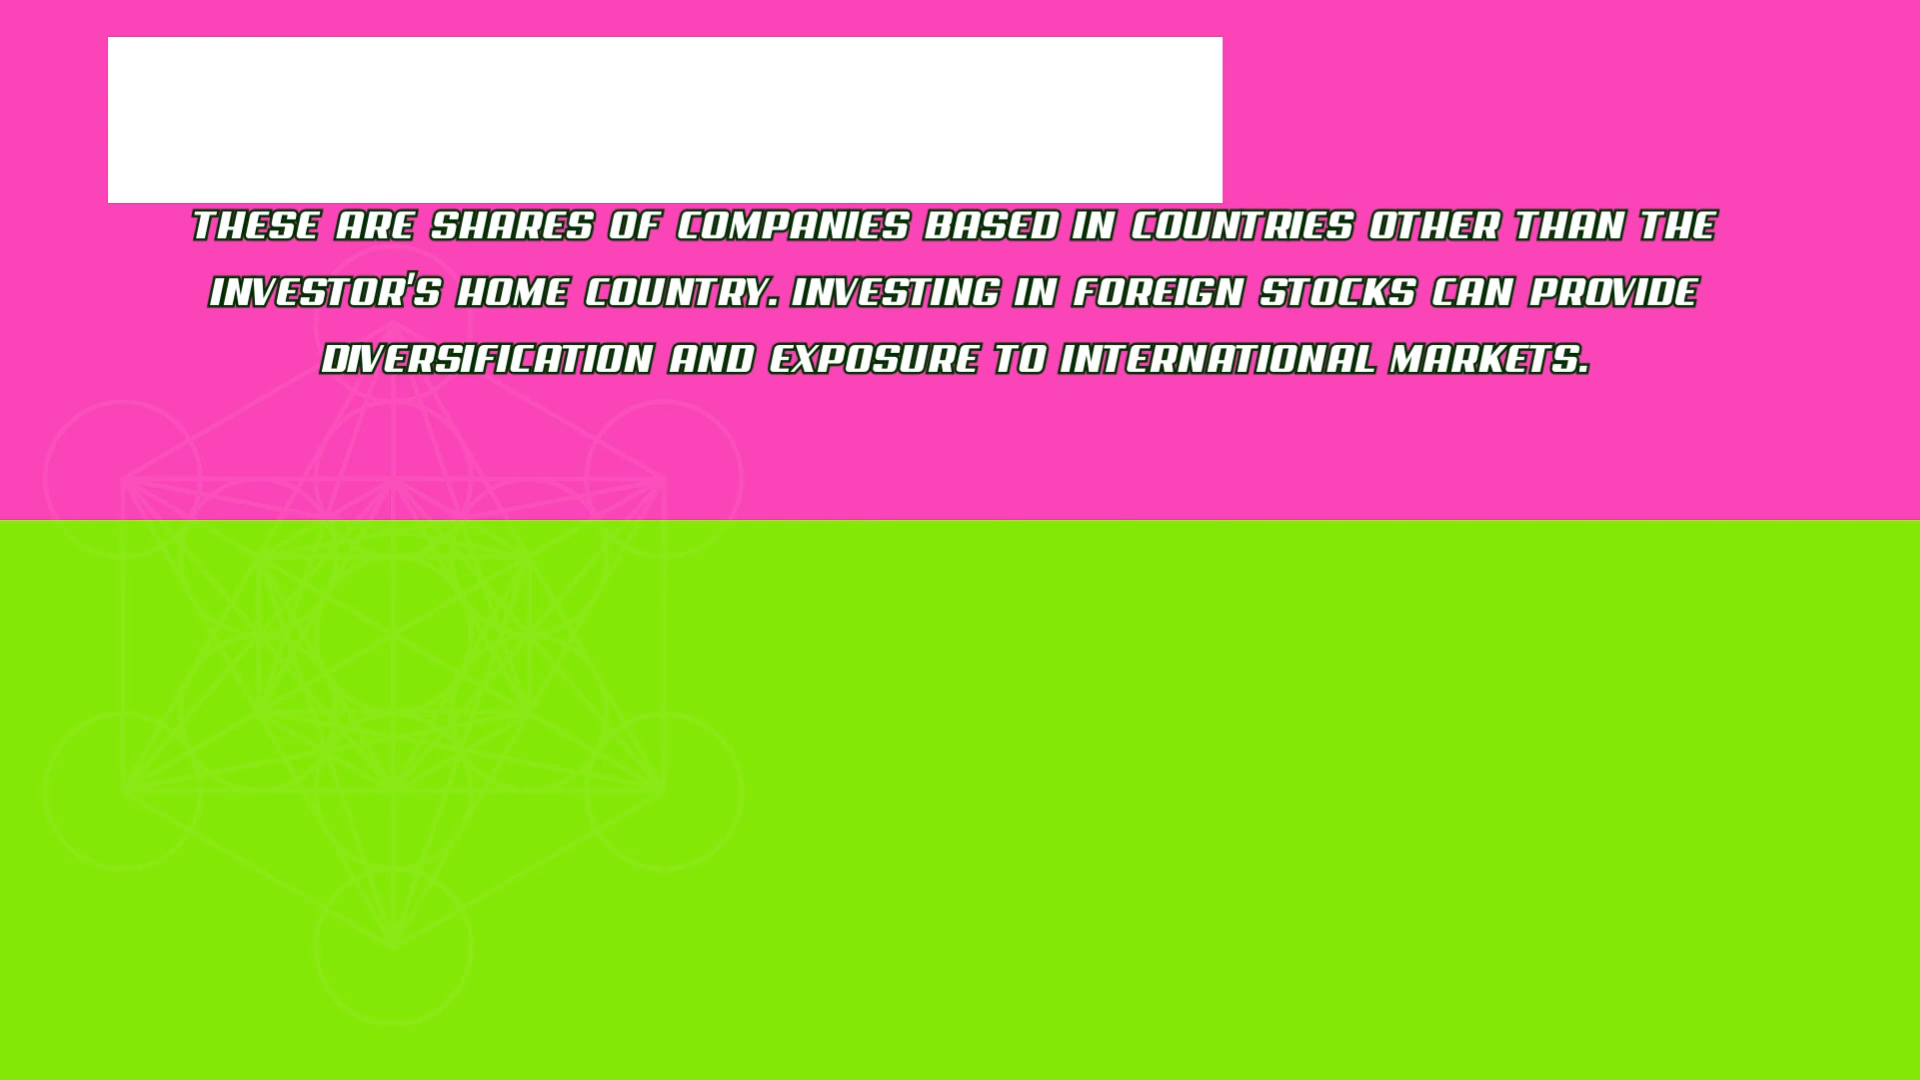 THESE ARE SHARES OF COMPANIES BASED IN COUNTRIES OTHER THAN THE
INVESTOR'S HOME COUNTRY. INVESTING IN FOREIGN STOCKS CAN PROVIDE
DIVERSIFICATION AND EXPOSURE TO INTERNATIONAL MARKETS.